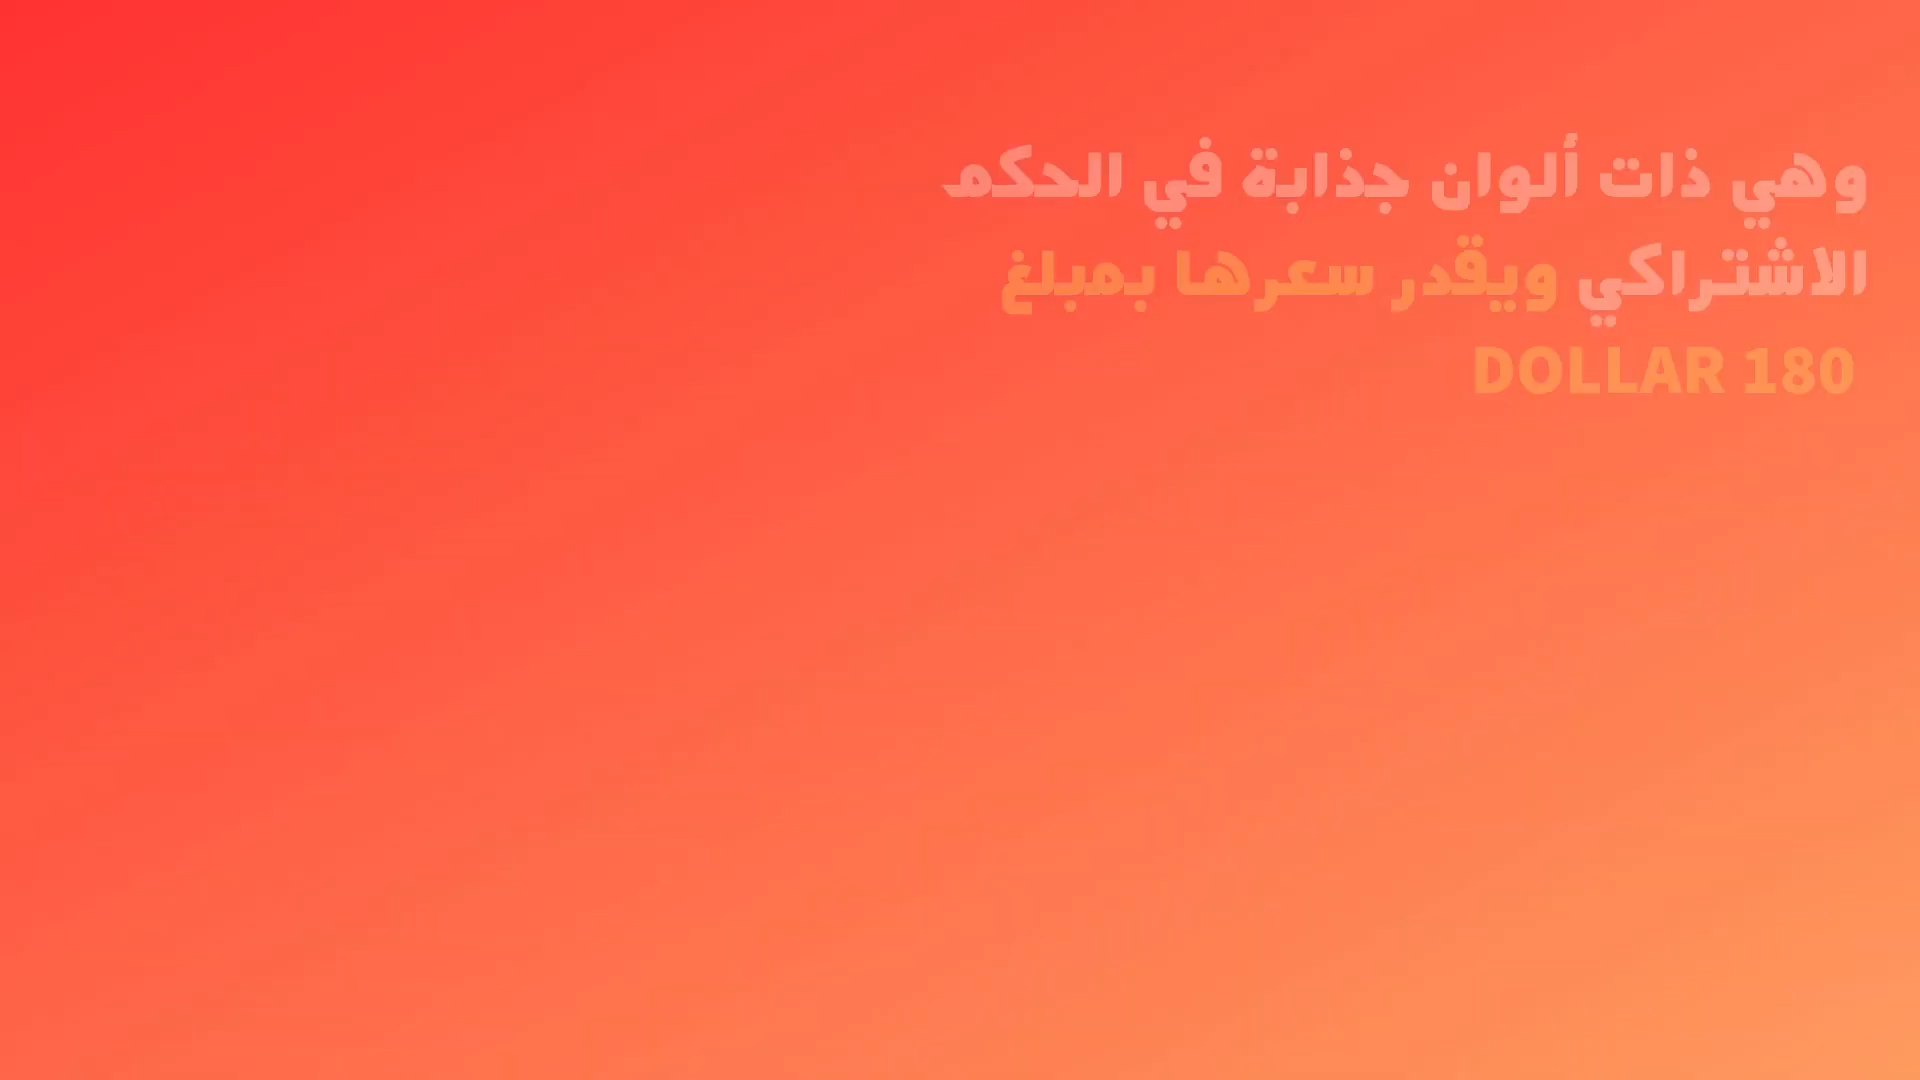 وهي ذات ألوان جذابة في الحكم
الاشتراكي ويقدر سعرها بمبلغ
DOLLAR 180